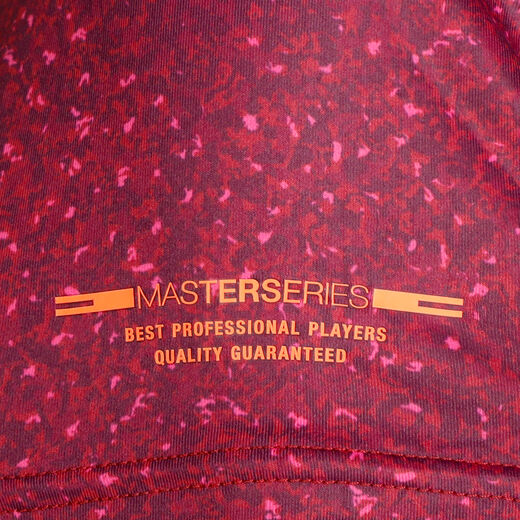 MASTERSERIES
BEST PROFESSIONAL PLAYERS
QUALITY GUARANTEED